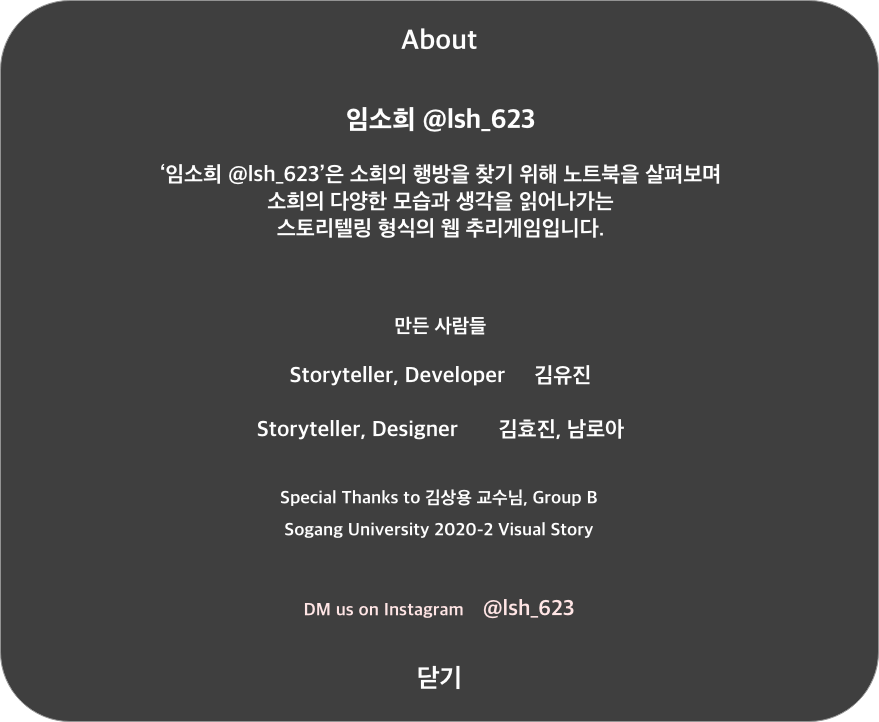 About
임소희 @lsh_623
‘임소희 @lsh_623’은 소희의 행방을 찾기 위해 노트북을 살펴보며
소희의 다양한 모습과 생각을 읽어나가는
스토리텔링 형식의 웹 추리게임입니다.
만든 사람들
Storyteller, Developer 김유진
Storyteller, Designer 김효진, 남로아
Special Thanks to 김상용 교수님, Group B
Sogang University 2020-2 Visual Story
DM us on Instagram @lsh_623
닫기